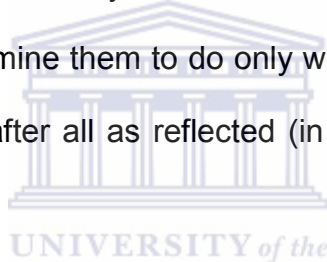 mine them to do only w
after all as reflected (in
UNIVERSITY of the